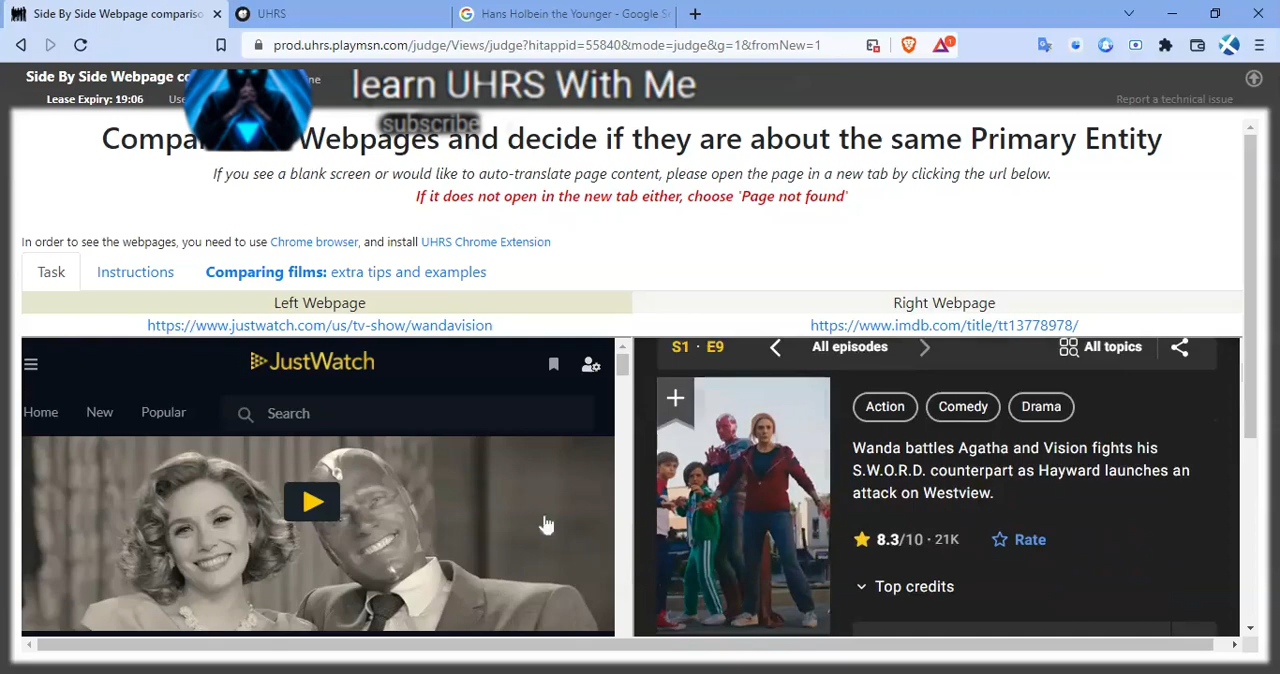 Side By Side Webpage compariso
UHRS
Hans Holbein the Younger - Google Se
prod.uhrs.playmsn.com/judge/Views/judge?hitappid=55840&mode=judge&g=1&fromNew=1
1
Side By Side Webpage co
learn UHRS With Me
Lease Expiry: 19:06
Report a technical issue
subscribe
Webpages and decide if they are about the same Primary Entity
If you see a blank screen or would like to auto-translate page content, please open the page in a new tab by clicking the url below.
If it does not open in the new tab either, choose 'Page not found'
In order to see the webpages, you need to use Chrome browser, and install UHRS Chrome Extension
Task Instructions Comparing films: extra tips and examples
Left Webpage Right Webpage
https://www.justwatch.com/us/tv-show/wandavision https://www.imdb.com/title/tt13778978/
JustWatch
Home New Popular Search
S1 · E9 All episodes All topics
Action Comedy Drama
Wanda battles Agatha and Vision fights his
S.W.O.R.D. counterpart as Hayward launches an
attack on Westview.
8.3/10 · 21K Rate
Top credits